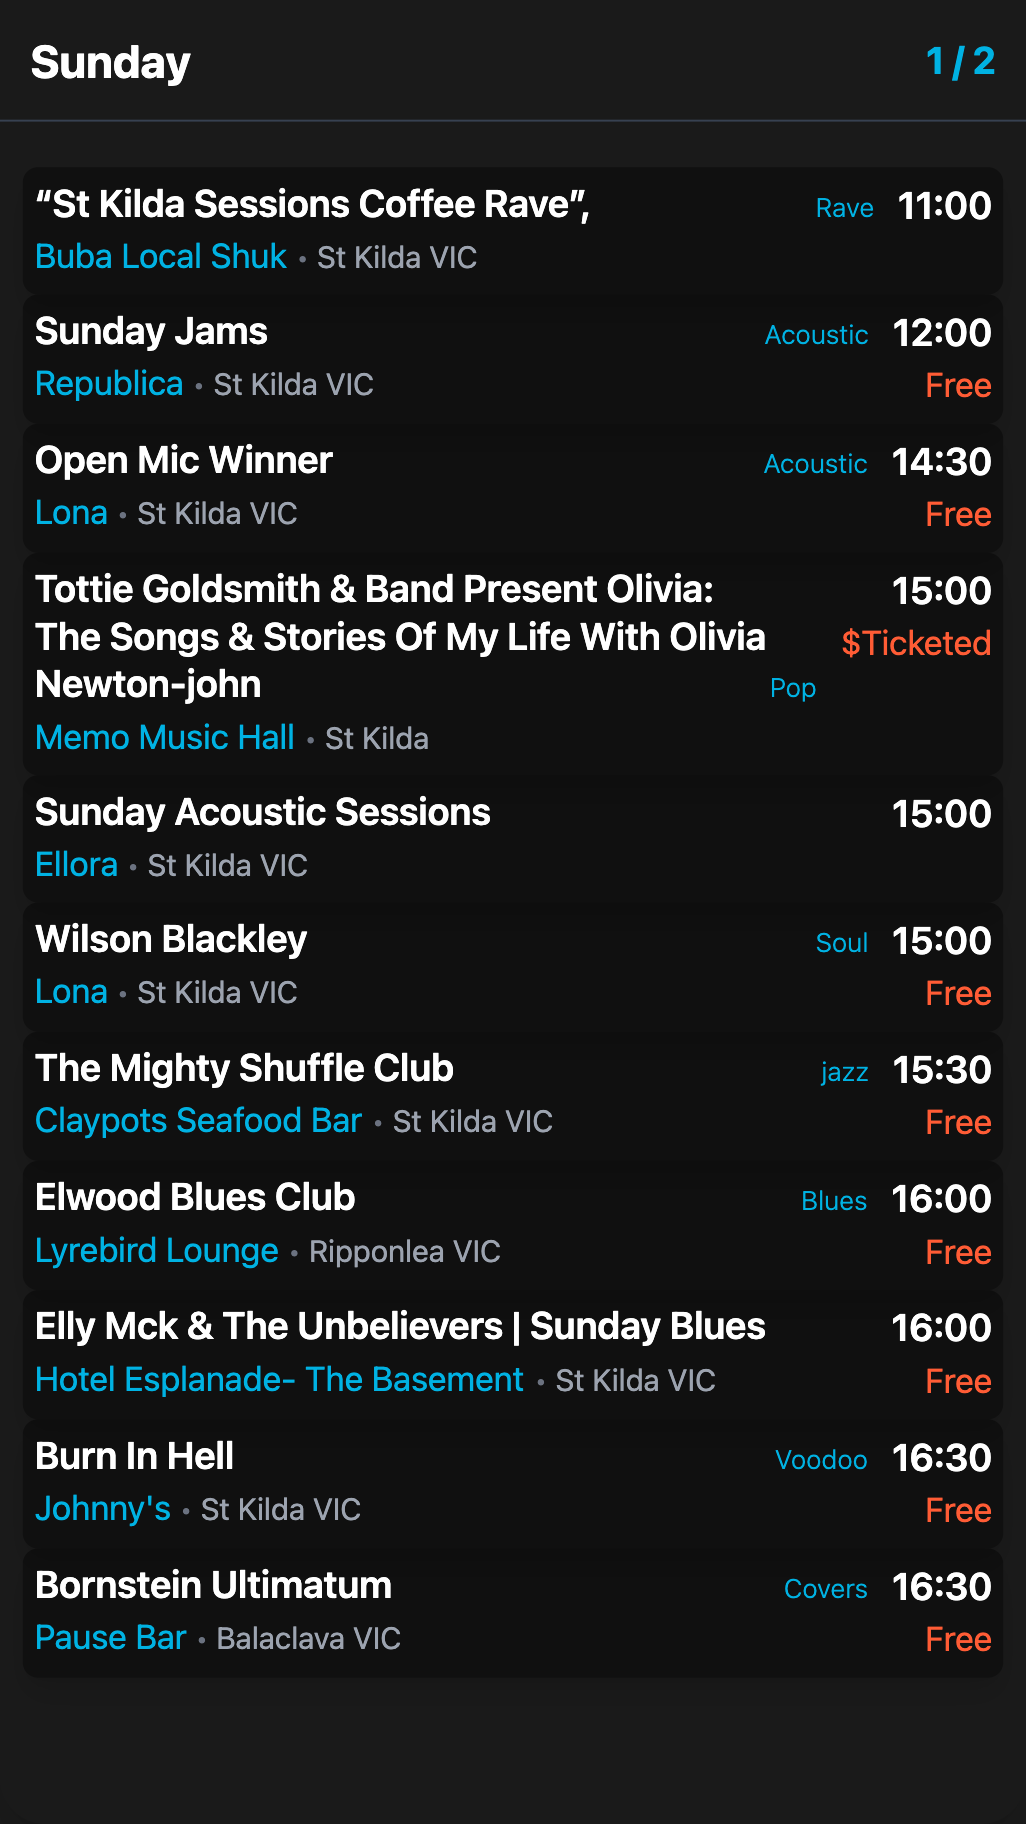 Sunday
1 / 2
“St Kilda Sessions Coffee Rave”, Rave 11:00
Buba Local Shuk • St Kilda VIC
Sunday Jams Acoustic 12:00
Republica • St Kilda VIC Free
Open Mic Winner Acoustic 14:30
Lona • St Kilda VIC Free
Tottie Goldsmith & Band Present Olivia: 15:00
The Songs & Stories Of My Life With Olivia $Ticketed
Newton-john Pop
Memo Music Hall • St Kilda
Sunday Acoustic Sessions 15:00
Ellora • St Kilda VIC
Wilson Blackley Soul 15:00
Lona • St Kilda VIC Free
The Mighty Shuffle Club jazz 15:30
Claypots Seafood Bar • St Kilda VIC Free
Elwood Blues Club Blues 16:00
Lyrebird Lounge • Ripponlea VIC Free
Elly Mck & The Unbelievers | Sunday Blues 16:00
Hotel Esplanade- The Basement • St Kilda VIC Free
Burn In Hell Voodoo 16:30
Johnny's • St Kilda VIC Free
Bornstein Ultimatum Covers 16:30
Pause Bar • Balaclava VIC Free